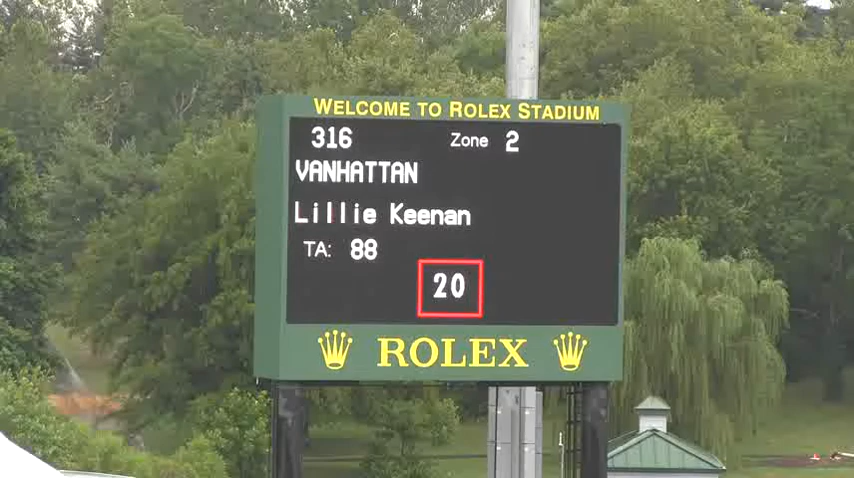 WELCOME TO ROLEX STADIUM
316 Zone 2
VANHATTAN
Lillie Keenan
TA: 88
20
ROLEX